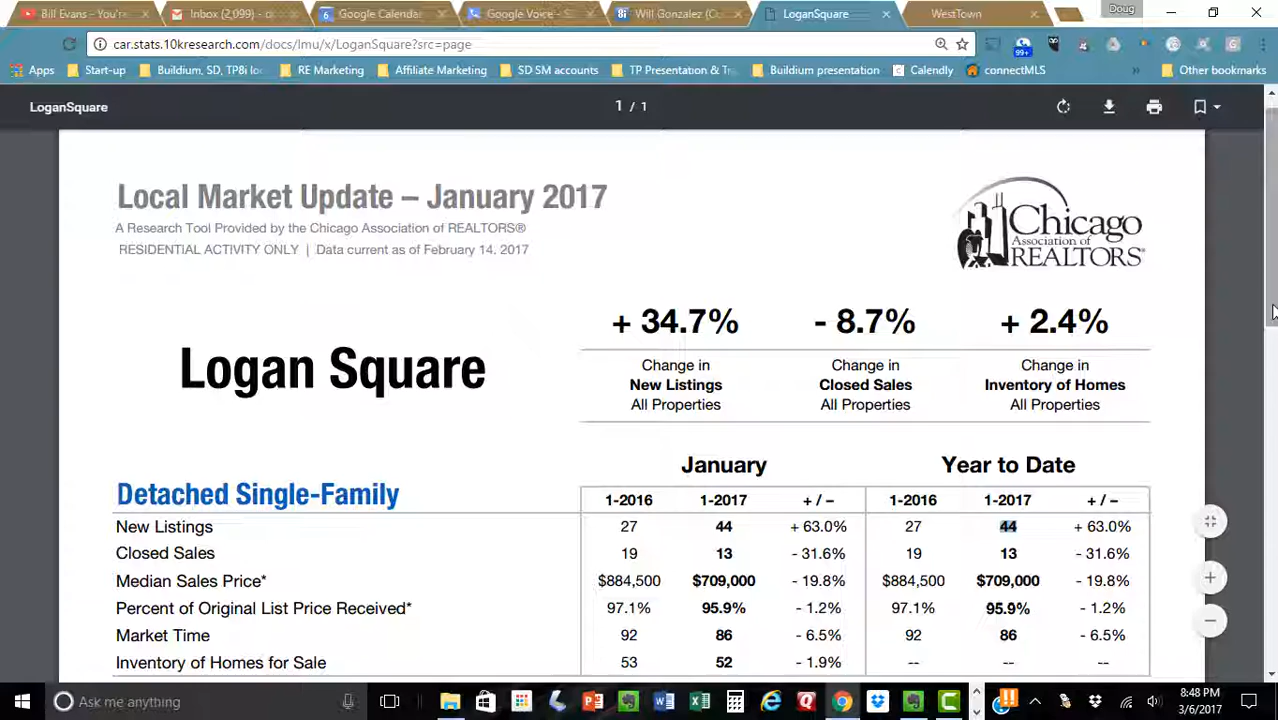 Bill Evans – You're
Inbox (2,099) - 
Google Calendar
Google Voice - S
Will Gonzalez (Co
LoganSquare
WestTown
Doug
car.stats.10kresearch.com/docs/lmu/x/LoganSquare?src=page
99+
Apps
Start-up
Buildium, SD, TP8i lo
RE Marketing
Affiliate Marketing
SD SM accounts
TP Presentation & Tr
Buildium presentation
Calendly
connectMLS
»
Other bookmarks
LoganSquare
1 / 1
Local Market Update – January 2017
A Research Tool Provided by the Chicago Association of REALTORS®
RESIDENTIAL ACTIVITY ONLY | Data current as of February 14, 2017
Chicago
Association of
REALTORS®
Logan Square
+ 34.7% - 8.7% + 2.4%
Change in Change in Change in
New Listings Closed Sales Inventory of Homes
All Properties All Properties All Properties
January Year to Date
Detached Single-Family 1-2016 1-2017 + / – 1-2016 1-2017 + / –
New Listings 27 44 + 63.0% 27 44 + 63.0%
Closed Sales 19 13 - 31.6% 19 13 - 31.6%
Median Sales Price* $884,500 $709,000 - 19.8% $884,500 $709,000 - 19.8%
Percent of Original List Price Received* 97.1% 95.9% - 1.2% 97.1% 95.9% - 1.2%
Market Time 92 86 - 6.5% 92 86 - 6.5%
Inventory of Homes for Sale 53 52 - 1.9% -- -- --
Ask me anything
8:48 PM
3/6/2017